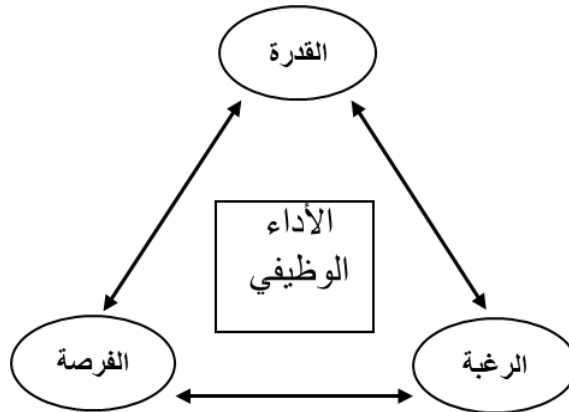 القدرة
الأداء
الوظيفي
الرغبة
الفرصة